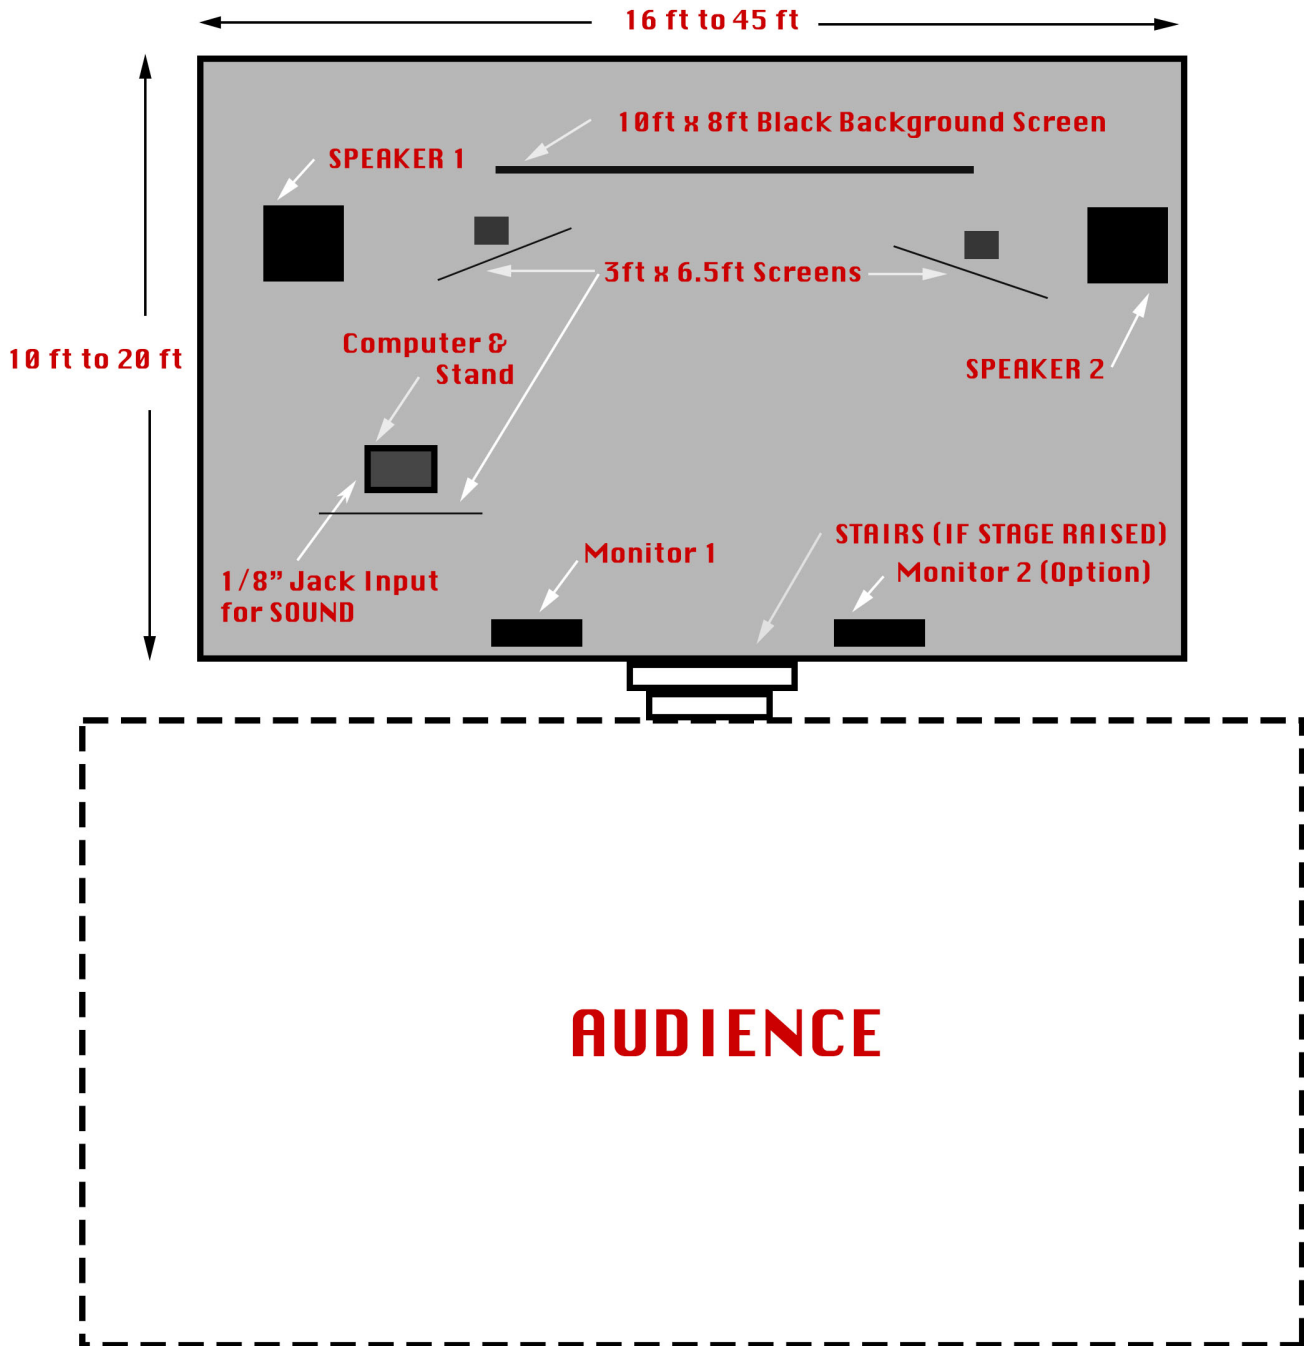 16 ft to 45 ft
10ft x 8ft Black Background Screen
SPEAKER 1
3ft x 6.5ft Screens
Computer &
Stand
10 ft to 20 ft
SPEAKER 2
STAIRS (IF STAGE RAISED)
Monitor 1
Monitor 2 (Option)
1/8” Jack Input
for SOUND
AUDIENCE